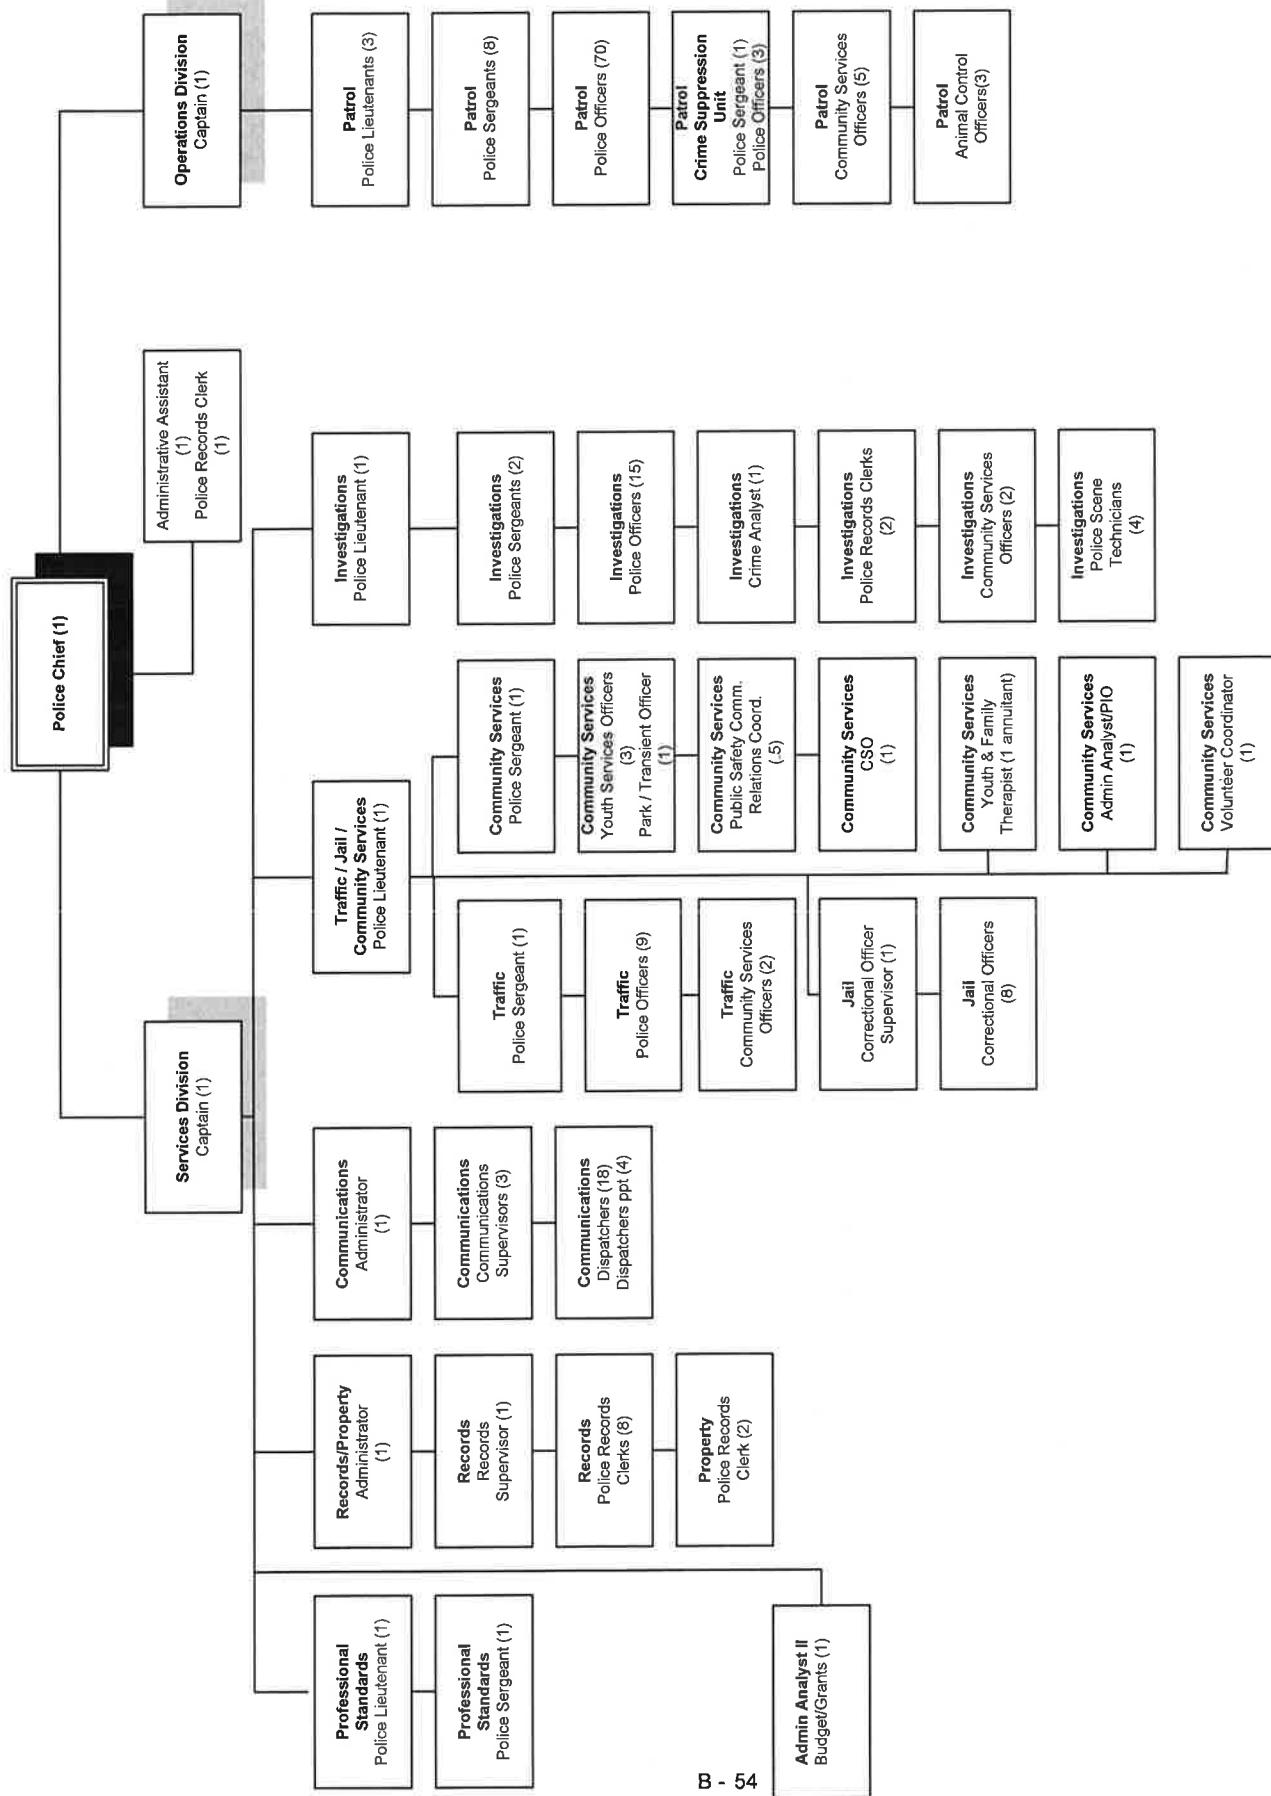 Police Chief (1)
Administrative Assistant
(1)
Police Records Clerk
(1)
Services Division
Captain (1)
Operations Division
Captain (1)
Professional
Standards
Police Lieutenant (1)
Professional
Standards
Police Sergeant (1)
Admin Analyst II
Budget/Grants (1)
Records/Property
Administrator
(1)
Records
Records
Supervisor (1)
Records
Police Records
Clerks (8)
Property
Police Records
Clerk (2)
Communications
Administrator
(1)
Communications
Communications
Supervisors (3)
Communications
Dispatchers (18)
Dispatchers ppt (4)
Traffic / Jail /
Community Services
Police Lieutenant (1)
Traffic
Police Sergeant (1)
Traffic
Police Officers (9)
Traffic
Community Services
Officers (2)
Jail
Correctional Officer
Supervisor (1)
Jail
Correctional Officers
(8)
Community Services
Police Sergeant (1)
Community Services
Youth Services Officers
(3)
Park / Transient Officer
(1)
Community Services
Public Safety Comm.
Relations Coord.
(.5)
Community Services
CSO
(1)
Community Services
Youth & Family
Therapist (1 annuitant)
Community Services
Admin Analyst/PIO
(1)
Community Services
Volunteer Coordinator
(1)
Investigations
Police Lieutenant (1)
Investigations
Police Sergeants (2)
Investigations
Police Officers (15)
Investigations
Crime Analyst (1)
Investigations
Police Records Clerks
(2)
Investigations
Community Services
Officers (2)
Investigations
Police Scene
Technicians
(4)
Patrol
Police Lieutenants (3)
Patrol
Police Sergeants (8)
Patrol
Police Officers (70)
Patrol
Crime Suppression
Unit
Police Sergeant (1)
Police Officers (3)
Patrol
Community Services
Officers (5)
Patrol
Animal Control
Officers(3)
B - 54